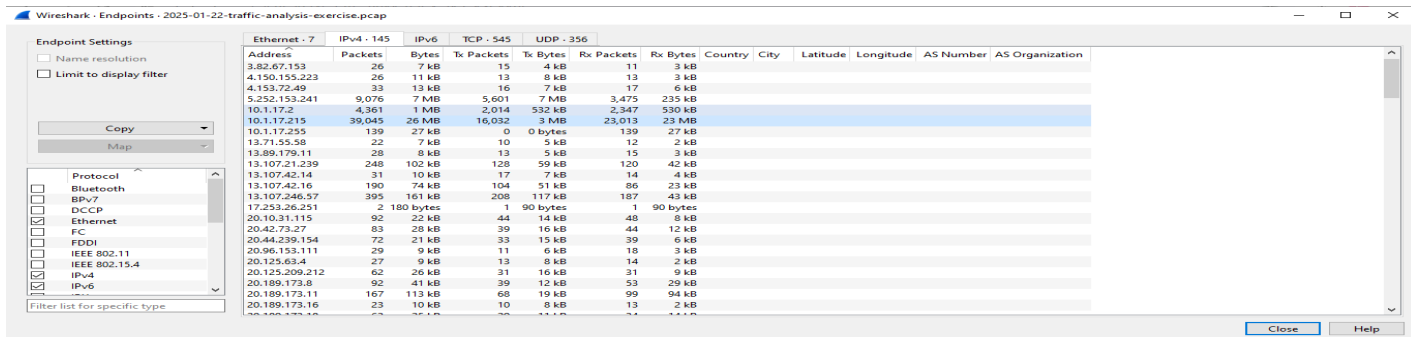 Wireshark · Endpoints · 2025-01-22-traffic-analysis-exercise.pcap
Endpoint Settings
Name resolution
Limit to display filter
Copy
Map
Protocol
Bluetooth
BPv7
DCCP
Ethernet
FC
FDDI
IEEE 802.11
IEEE 802.15.4
IPv4
IPv6
Filter list for specific type
Ethernet · 7 IPv4 · 145 IPv6 TCP · 545 UDP · 356
Address Packets Bytes Tx Packets Tx Bytes Rx Packets Rx Bytes Country City Latitude Longitude AS Number AS Organization
3.82.67.153 26 7 kB 15 4 kB 11 3 kB
4.150.155.223 26 11 kB 13 8 kB 13 3 kB
4.153.72.49 33 13 kB 16 7 kB 17 6 kB
5.252.153.241 9,076 7 MB 5,601 7 MB 3,475 235 kB
10.1.17.2 4,361 1 MB 2,014 532 kB 2,347 530 kB
10.1.17.215 39,045 26 MB 16,032 3 MB 23,013 23 MB
10.1.17.255 139 27 kB 0 0 bytes 139 27 kB
13.71.55.58 22 7 kB 10 5 kB 12 2 kB
13.89.179.11 28 8 kB 13 5 kB 15 3 kB
13.107.21.239 248 102 kB 128 59 kB 120 42 kB
13.107.42.14 31 10 kB 17 7 kB 14 4 kB
13.107.42.16 190 74 kB 104 51 kB 86 23 kB
13.107.246.57 395 161 kB 208 117 kB 187 43 kB
17.253.26.251 2 180 bytes 1 90 bytes 1 90 bytes
20.10.31.115 92 22 kB 44 14 kB 48 8 kB
20.42.73.27 83 28 kB 39 16 kB 44 12 kB
20.44.239.154 72 21 kB 33 15 kB 39 6 kB
20.96.153.111 29 9 kB 11 6 kB 18 3 kB
20.125.63.4 27 9 kB 13 8 kB 14 2 kB
20.125.209.212 62 26 kB 31 16 kB 31 9 kB
20.189.173.8 92 41 kB 39 12 kB 53 29 kB
20.189.173.11 167 113 kB 68 19 kB 99 94 kB
20.189.173.16 23 10 kB 10 8 kB 13 2 kB
Close Help